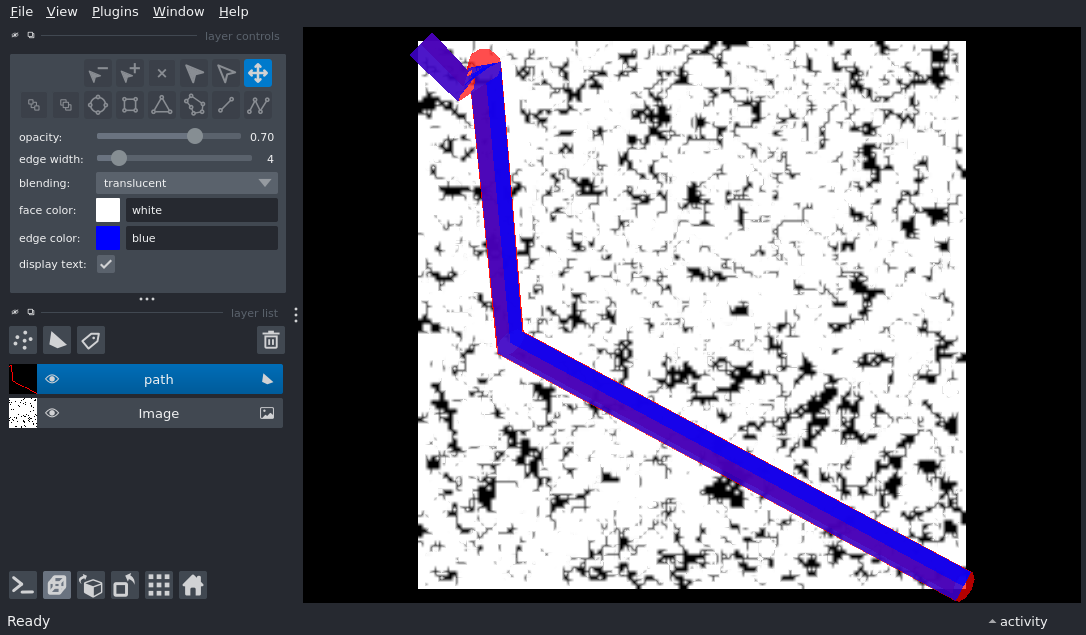 File View Plugins Window Help
layer controls
opacity: 0.70
edge width: 4
blending: translucent
face color: white
edge color: blue
display text:
layer list
path
Image
Ready
activity